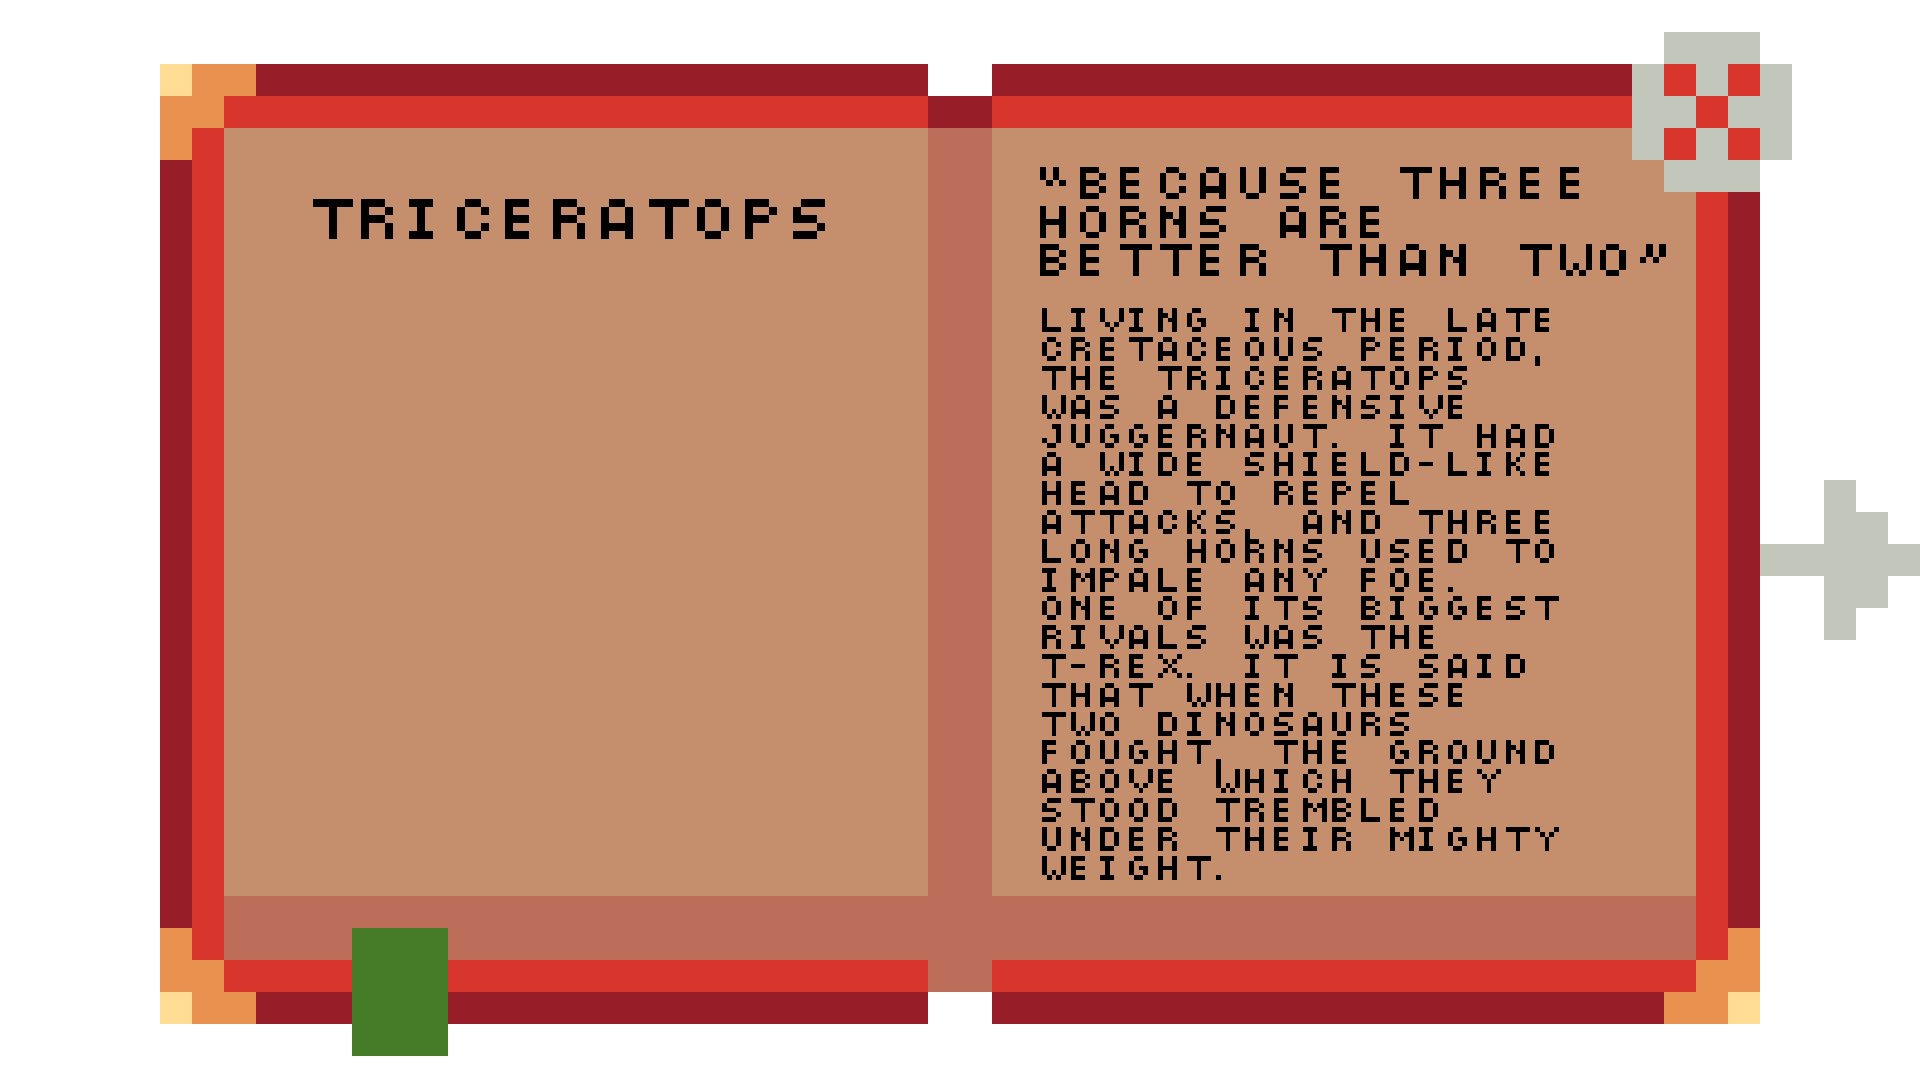 TRICERATOPS
"BECAUSE THREE
HORNS ARE
BETTER THAN TWO"
LIVING IN THE LATE
CRETACEOUS PERIOD,
THE TRICERATOPS
WAS A DEFENSIVE
JUGGERNAUT. IT HAD
A WIDE SHIELD-LIKE
HEAD TO REPEL
ATTACKS, AND THREE
LONG HORNS USED TO
IMPALE ANY FOE.
ONE OF ITS BIGGEST
RIVALS WAS THE
T-REX. IT IS SAID
THAT WHEN THESE
TWO DINOSAURS
FOUGHT, THE GROUND
ABOVE WHICH THEY
STOOD TREMBLED
UNDER THEIR MIGHTY
WEIGHT.